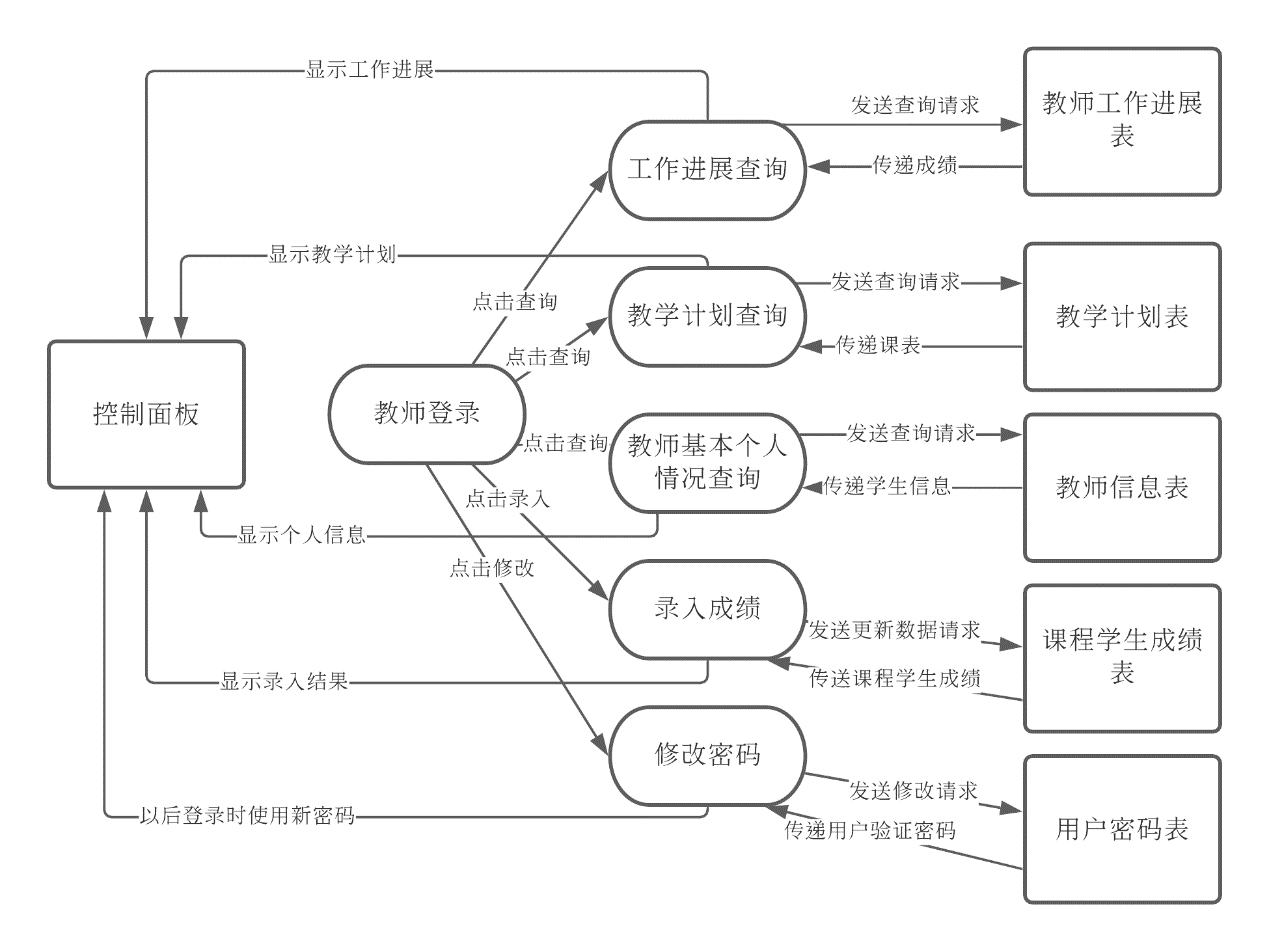 显示工作进展
发送查询请求
教师工作进展
表
工作进展查询
传递成绩
显示教学计划
点击查询
发送查询请求
教学计划查询
教学计划表
传递课表
点击查询
控制面板
教师登录
点击查询
教师基本个人
情况查询
发送查询请求
传递学生信息
教师信息表
点击录入
显示个人信息
点击修改
录入成绩
发送更新数据请求
课程学生成绩
表
传送课程学生成绩
显示录入结果
修改密码
发送修改请求
以后登录时使用新密码
传递用户验证密码
用户密码表